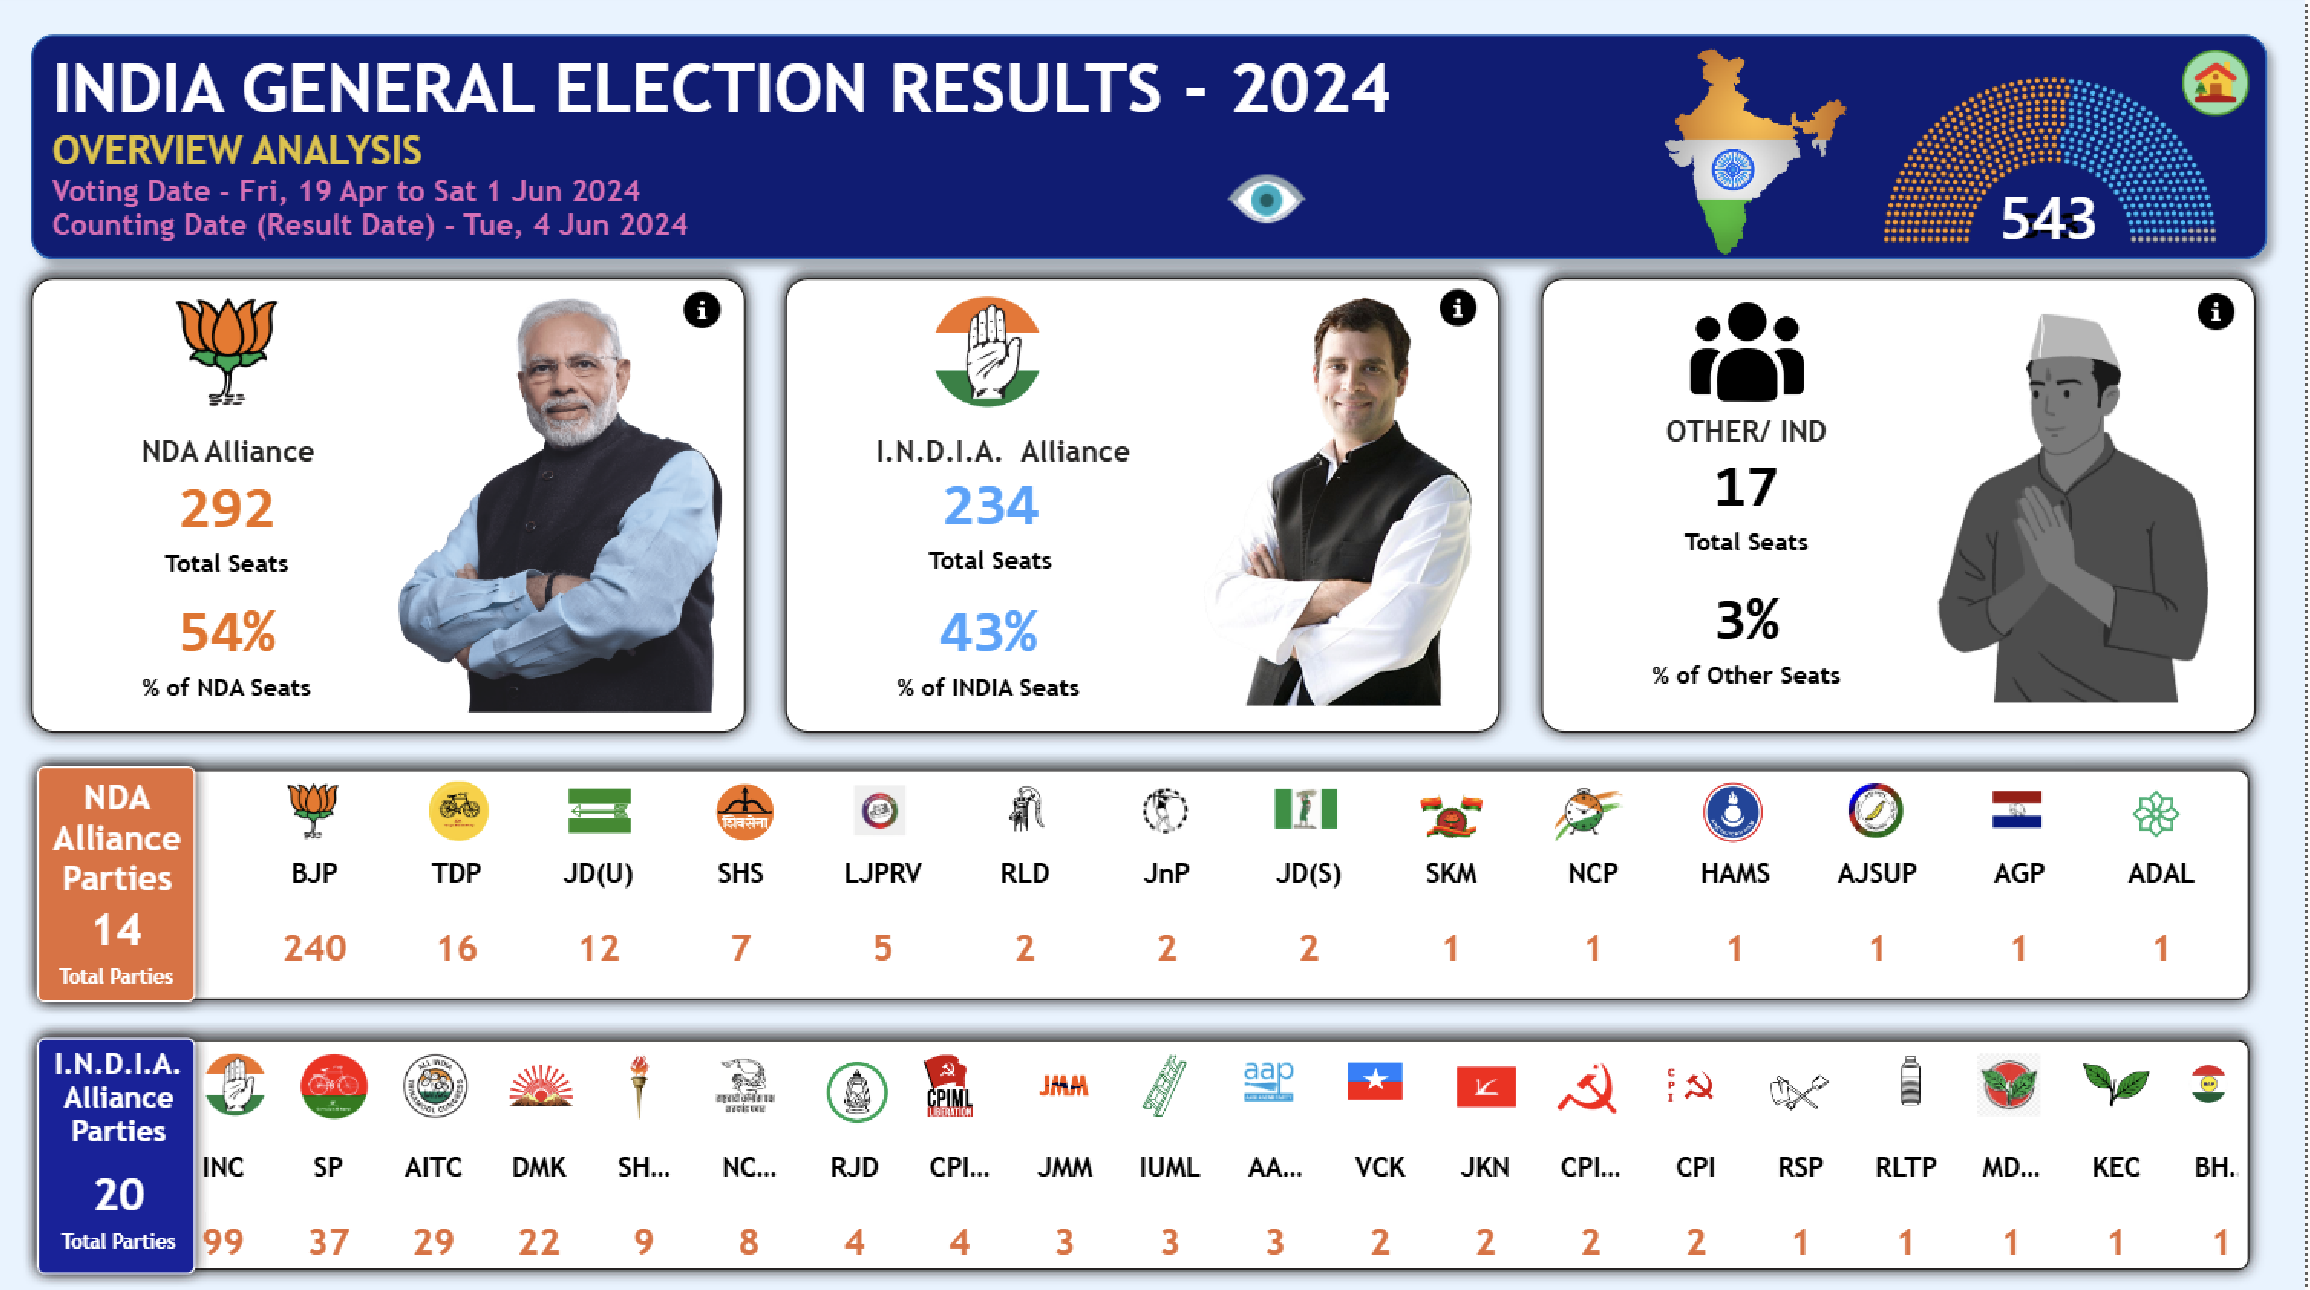 INDIA GENERAL ELECTION RESULTS - 2024
OVERVIEW ANALYSIS
Voting Date - Fri, 19 Apr to Sat 1 Jun 2024
Counting Date (Result Date) - Tue, 4 Jun 2024
543
NDA Alliance
292
Total Seats
54%
% of NDA Seats
I.N.D.I.A. Alliance
234
Total Seats
43%
% of INDIA Seats
OTHER/ IND
17
Total Seats
3%
% of Other Seats
NDA
Alliance
Parties
14
Total Parties
शिवसेना
BJP TDP JD(U) SHS LJPRV RLD JnP JD(S) SKM NCP HAMS AJSUP AGP ADAL
240 16 12 7 5 2 2 2 1 1 1 1 1 1
I.N.D.I.A.
Alliance
Parties
20
Total Parties
CPIML
LIBERATION
JMM
aap
CPI
INC SP AITC DMK SH... NC... RJD CPI... JMM IUML AA... VCK JKN CPI... CPI RSP RLTP MD... KEC BH.
99 37 29 22 9 8 4 4 3 3 3 2 2 2 2 1 1 1 1 1